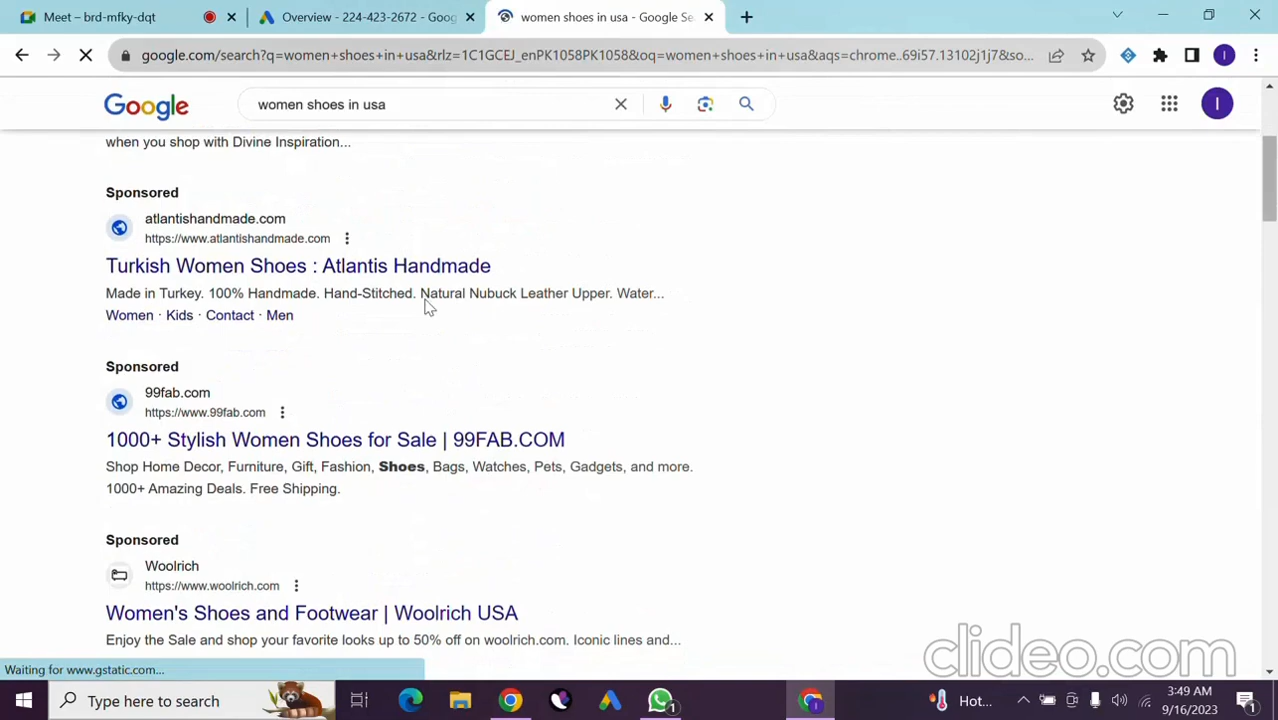 Meet – brd-mfky-dqt
Overview - 224-423-2672 - Goog
women shoes in usa - Google Se
google.com/search?q=women+shoes+in+usa&rlz=1C1GCEJ_enPK1058PK1058&oq=women+shoes+in+usa&aqs=chrome..69i57.13102j1j7&so...
Google
women shoes in usa
I
when you shop with Divine Inspiration...
Sponsored
atlantishandmade.com
https://www.atlantishandmade.com
Turkish Women Shoes : Atlantis Handmade
Made in Turkey. 100% Handmade. Hand-Stitched. Natural Nubuck Leather Upper. Water...
Women · Kids · Contact · Men
Sponsored
99fab.com
https://www.99fab.com
1000+ Stylish Women Shoes for Sale | 99FAB.COM
Shop Home Decor, Furniture, Gift, Fashion, Shoes, Bags, Watches, Pets, Gadgets, and more.
1000+ Amazing Deals. Free Shipping.
Sponsored
Woolrich
https://www.woolrich.com
Women's Shoes and Footwear | Woolrich USA
Enjoy the Sale and shop your favorite looks up to 50% off on woolrich.com. Iconic lines and...
clideo.com
Waiting for www.gstatic.com...
Type here to search
1
Hot...
3:49 AM
9/16/2023
1